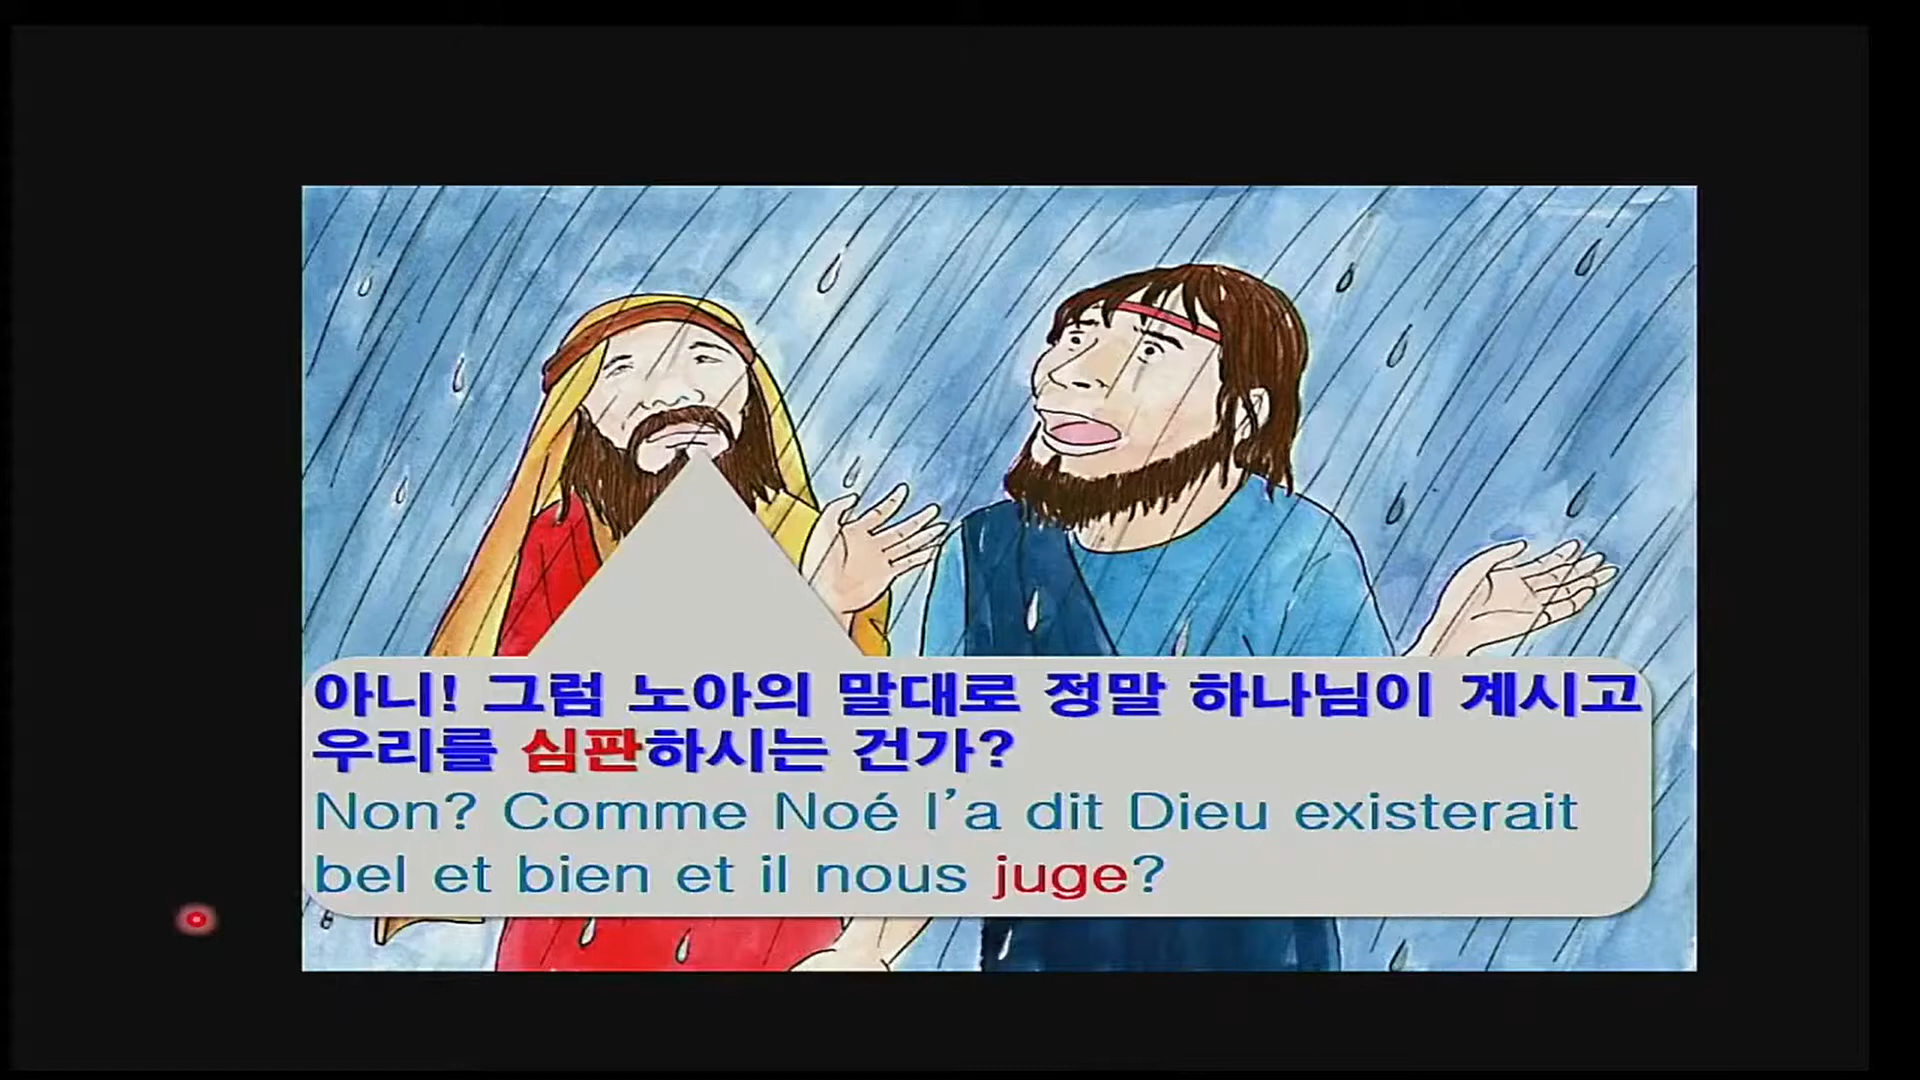 아니! 그럼 노아의 말대로 정말 하나님이 계시고
우리를 심판하시는 건가?
Non? Comme Noé l’a dit Dieu existerait
bel et bien et il nous juge?